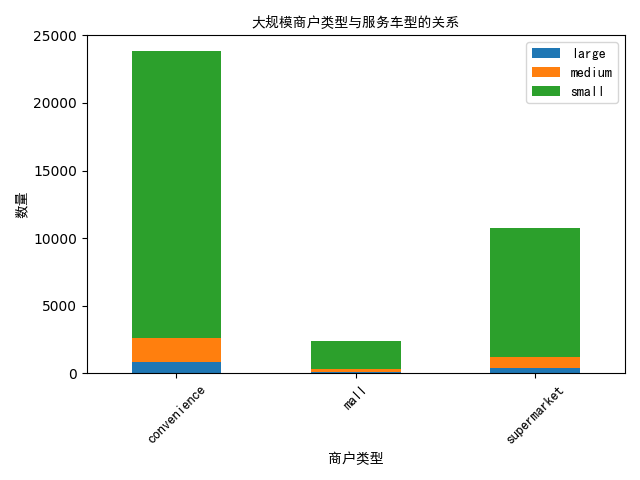 大规模商户类型与服务车型的关系
large
medium
small
25000
20000
15000
10000
5000
0
数量
convenience
mall
supermarket
商户类型